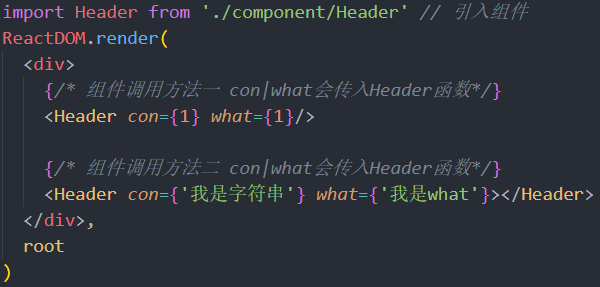 import Header from './component/Header' // 引入组件
ReactDOM.render(
<div>
{/* 组件调用方法一 con|what会传入Header函数*/}
<Header con={1} what={1}/>
{/* 组件调用方法二 con|what会传入Header函数*/}
<Header con={'我是字符串'} what={'我是what'}></Header>
</div>,
root
)